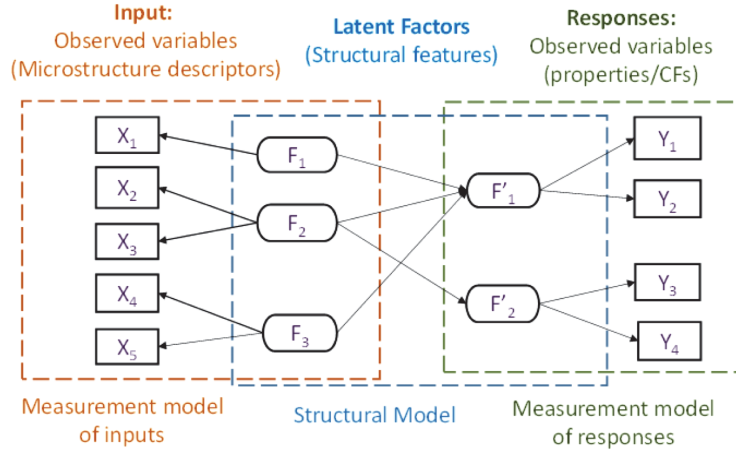 Input:
Observed variables
(Microstructure descriptors)
Latent Factors
(Structural features)
Responses:
Observed variables
(properties/CFs)
X1
X2
X3
X4
X5
F1
F2
F3
F'1
F'2
Y1
Y2
Y3
Y4
Measurement model
of inputs
Structural Model
Measurement model
of responses